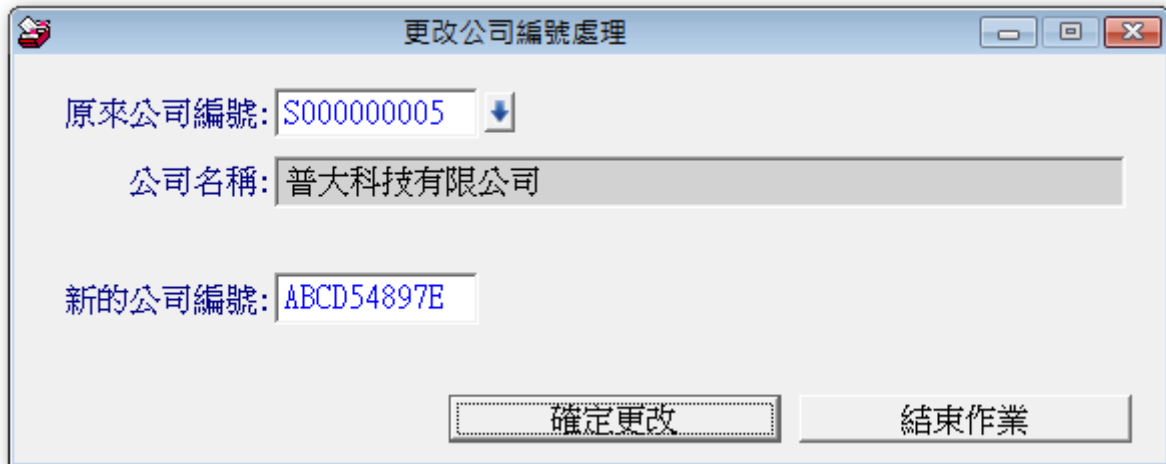 更改公司編號處理
原來公司編號: S000000005
公司名稱: 普大科技有限公司
新的公司編號: ABCD54897E
確定更改 結束作業